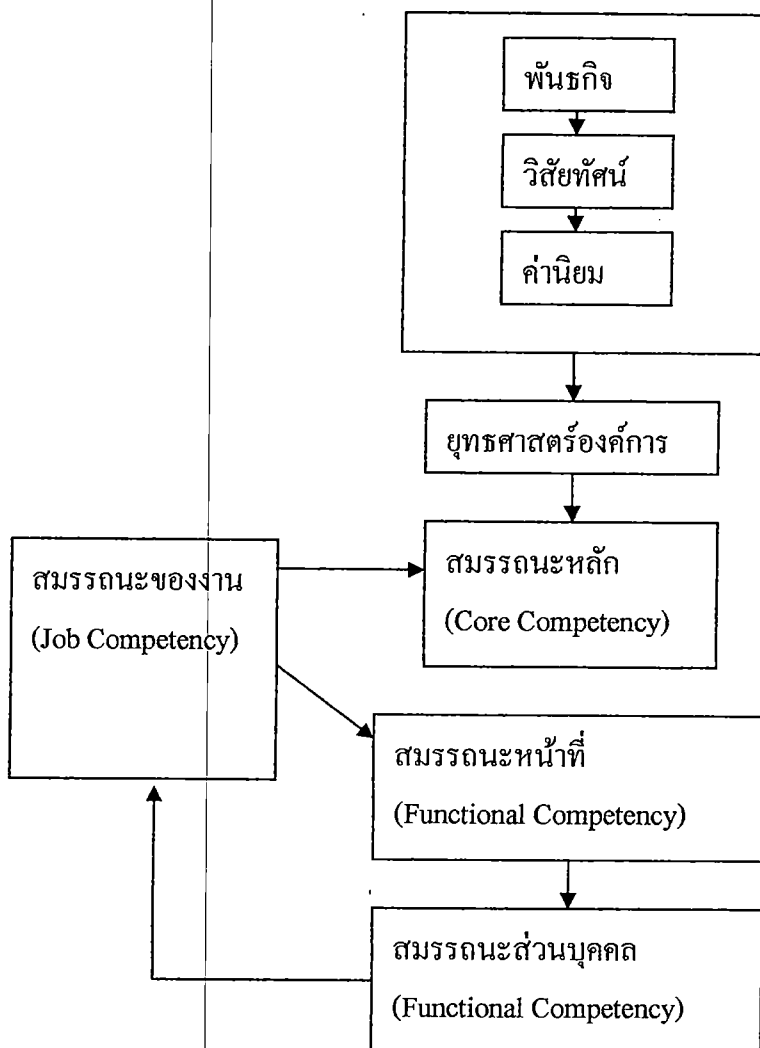 พันธกิจ
วิสัยทัศน์
ค่านิยม
ยุทธศาสตร์องค์การ
สมรรถนะของงาน
(Job Competency)
สมรรถนะหลัก
(Core Competency)
สมรรถนะหน้าที่
(Functional Competency)
สมรรถนะส่วนบุคคล
(Functional Competency)